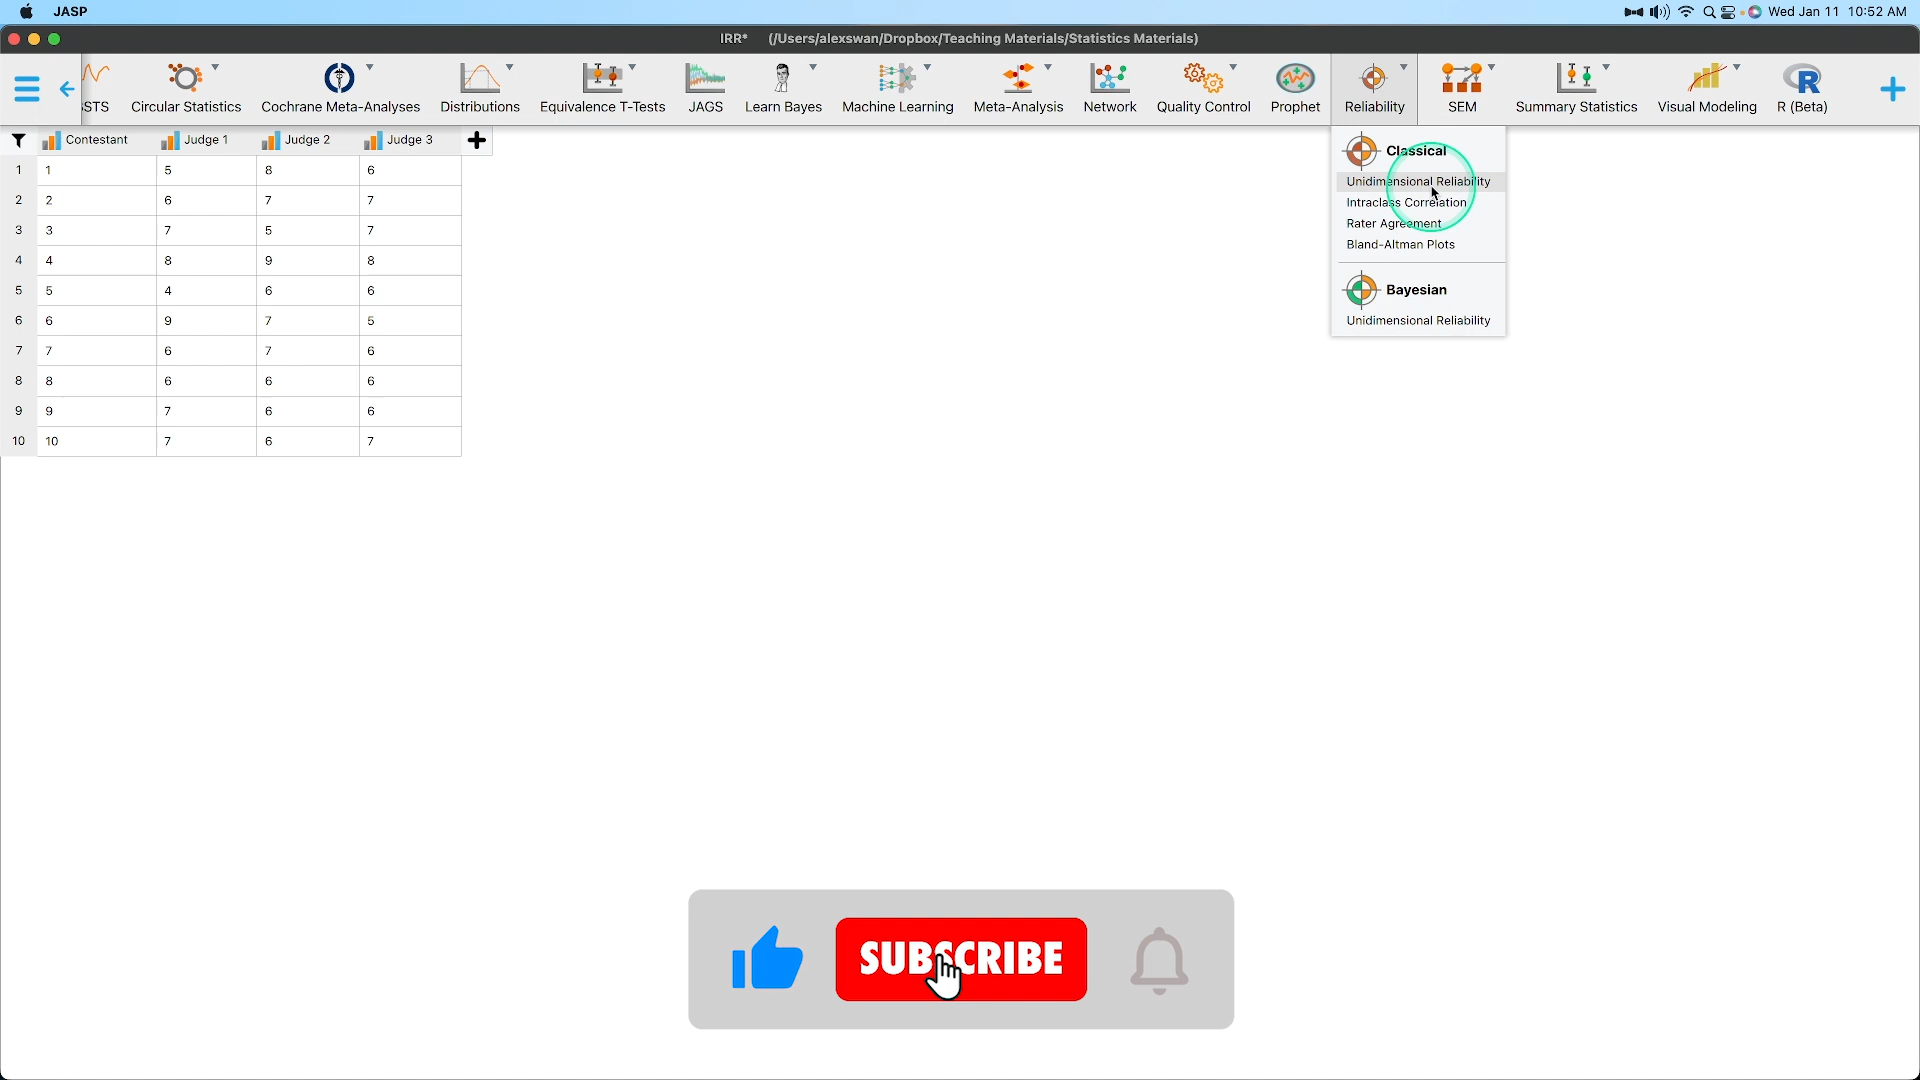 JASP
Wed Jan 11 10:52 AM
IRR* (/Users/alexswan/Dropbox/Teaching Materials/Statistics Materials)
STS Circular Statistics Cochrane Meta-Analyses Distributions Equivalence T-Tests JAGS Learn Bayes Machine Learning Meta-Analysis Network Quality Control Prophet Reliability SEM Summary Statistics Visual Modeling R (Beta)
Contestant Judge 1 Judge 2 Judge 3
1 1 5 8 6
2 2 6 7 7
3 3 7 5 7
4 4 8 9 8
5 5 4 6 6
6 6 9 7 5
7 7 6 7 6
8 8 6 6 6
9 9 7 6 6
10 10 7 6 7
Classical
Unidimensional Reliability
Intraclass Correlation
Rater Agreement
Bland-Altman Plots
Bayesian
Unidimensional Reliability
SUBSCRIBE